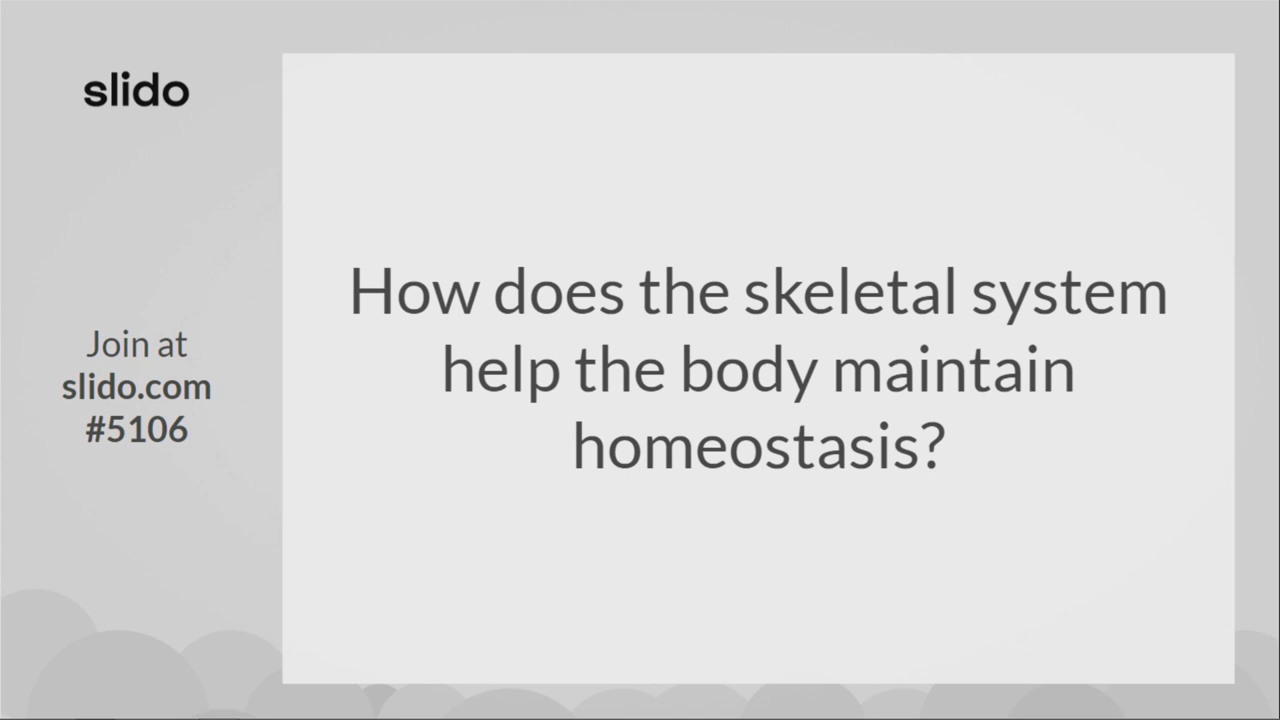 slido
Join at
slido.com
#5106
How does the skeletal system
help the body maintain
homeostasis?